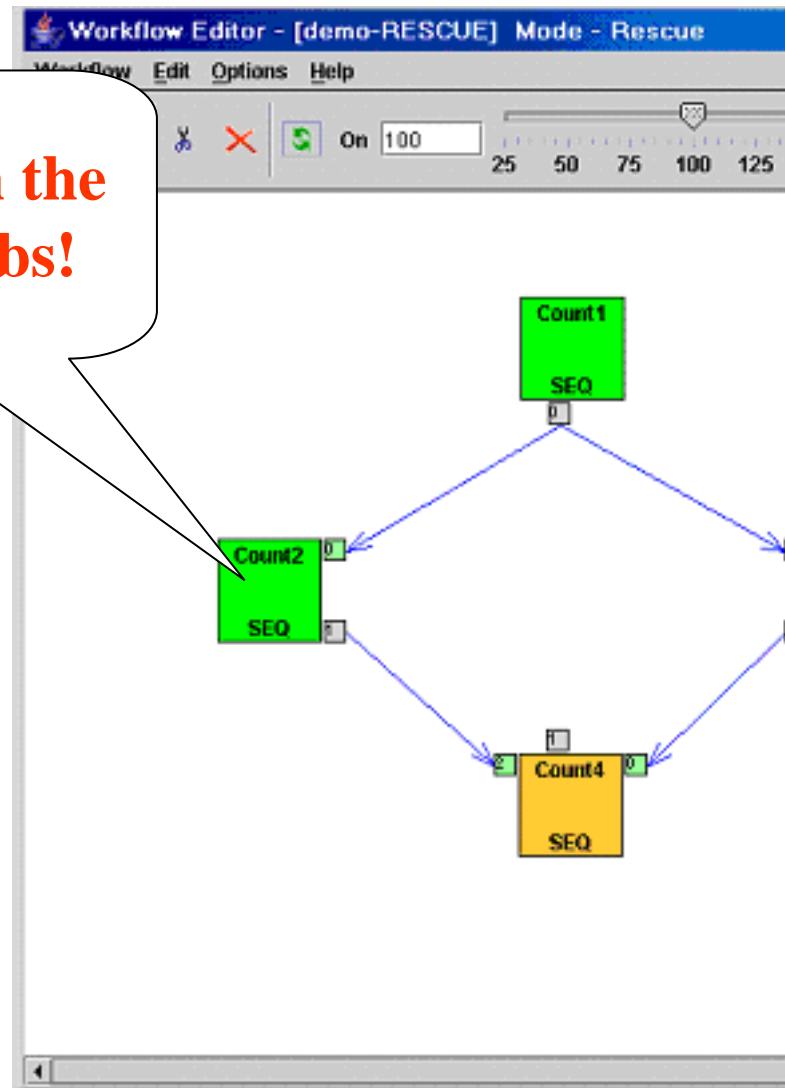 Workflow Editor - [demo-RESCUE] Mode - Rescue
Workflow Edit Options Help
On 100
25 50 75 100 125
the
bs!
Count1
SEQ
0
Count2 0
SEQ 1
1
2 Count4 0
SEQ